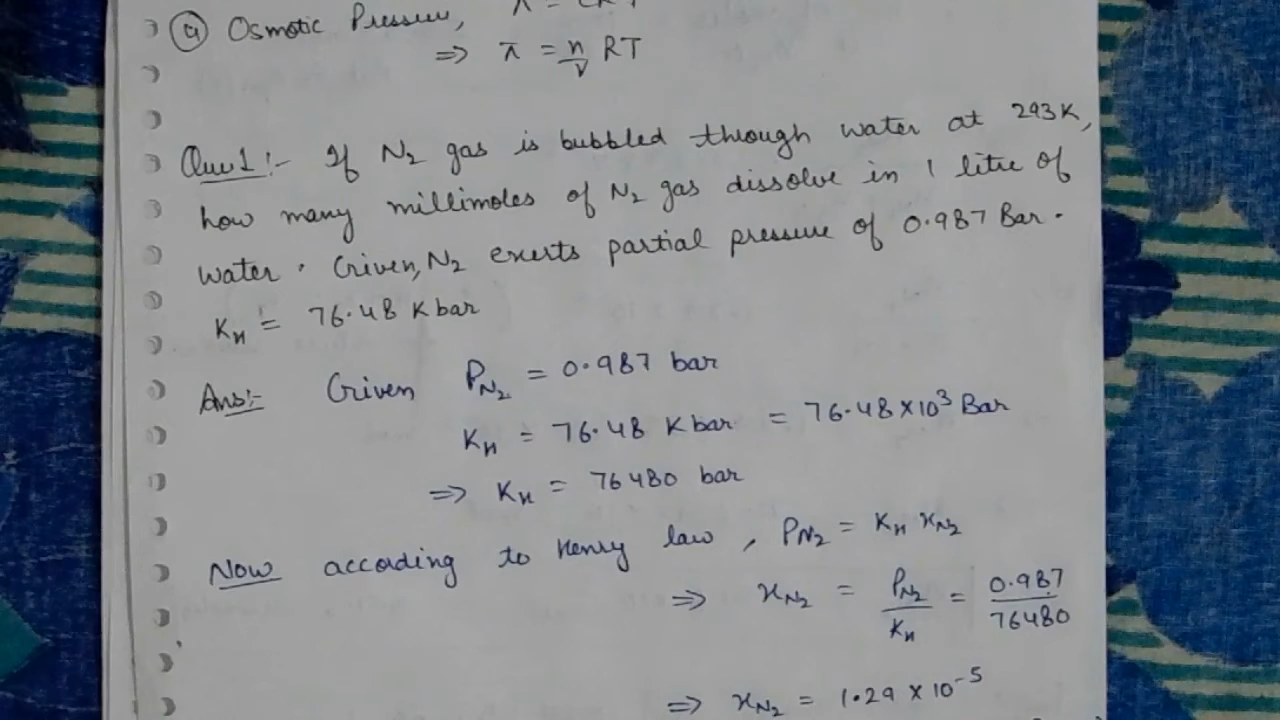 ④ Osmotic Pressure,
⇒ π = n/V RT
Ques1:- If N₂ gas is bubbled through water at 293K,
how many millimoles of N₂ gas dissolve in 1 litre of
water. Given, N₂ exerts partial pressure of 0.987 Bar.
K_H = 76.48 K bar
Ans:- Given P_N₂ = 0.987 bar
K_H = 76.48 K bar = 76.48 × 10³ Bar
⇒ K_H = 76480 bar
Now according to Henry law, P_N₂ = K_H x_N₂
⇒ x_N₂ = P_N₂/K_H = 0.987/76480
⇒ x_N₂ = 1.29 × 10⁻⁵